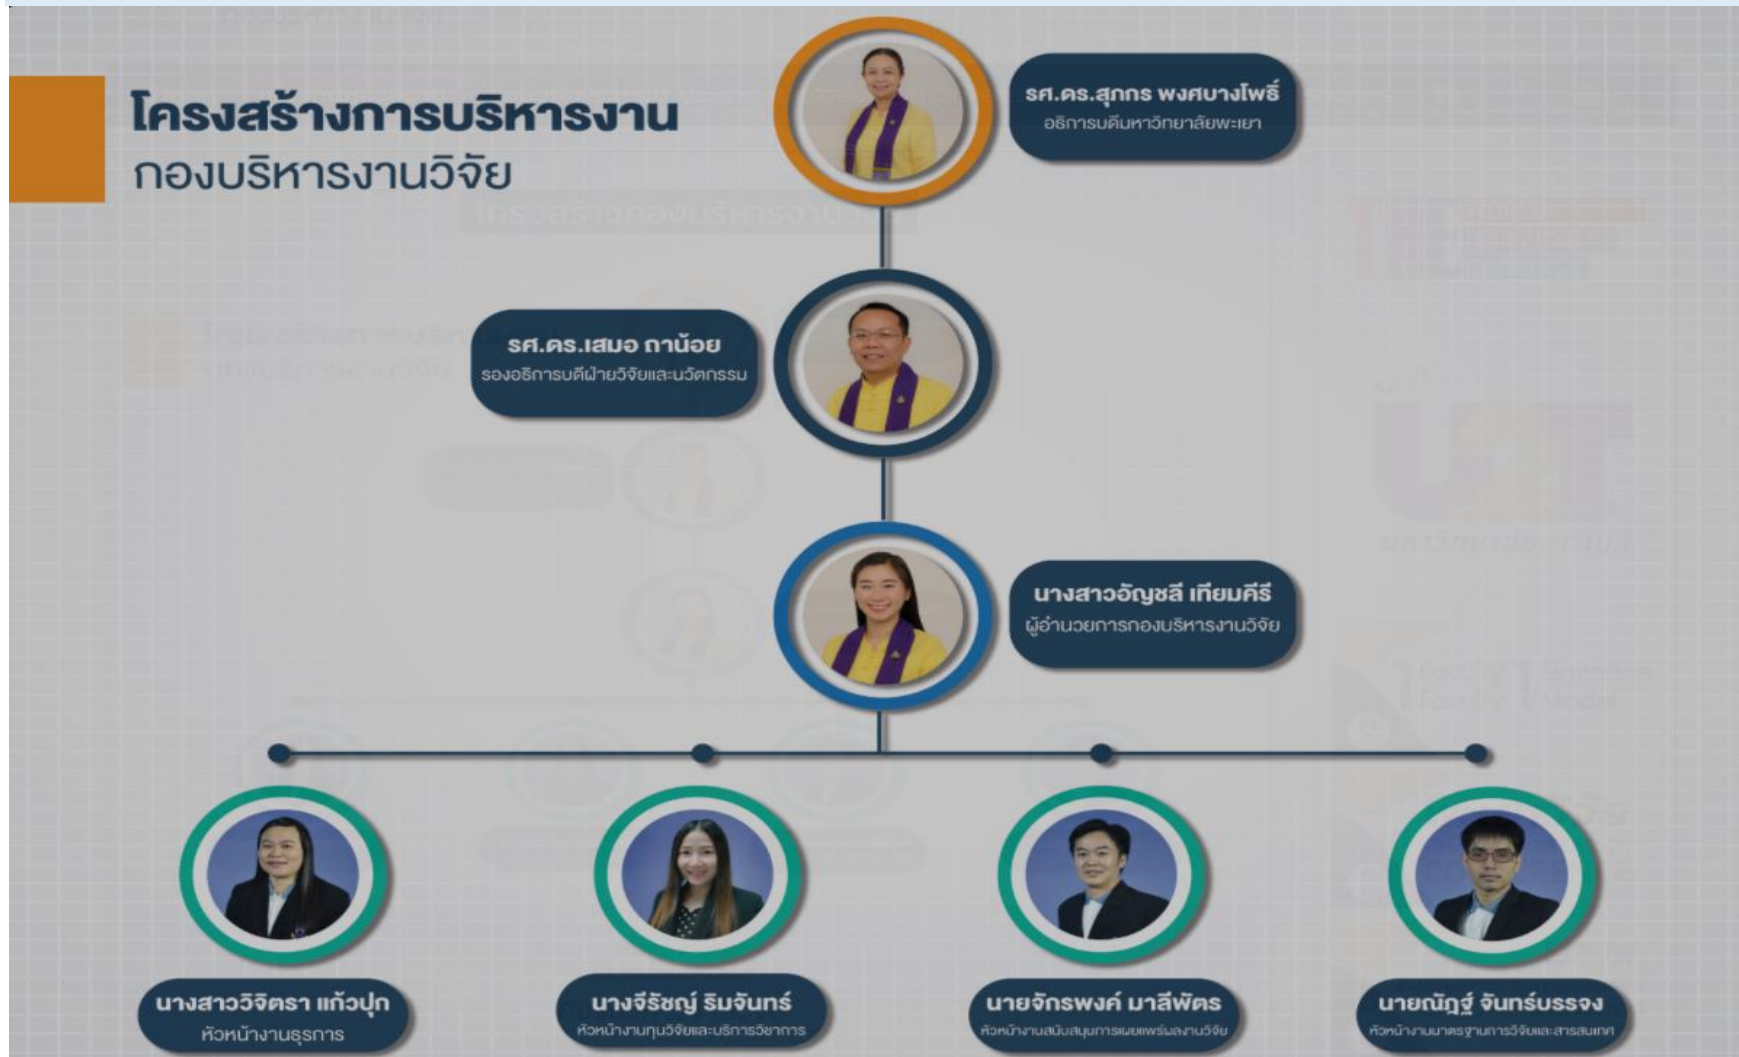 โครงสร้างการบริหารงาน
กองบริหารงานวิจัย
รศ.ดร.สุภกร พงศบางโพธิ์
อธิการบดีมหาวิทยาลัยพะเยา
รศ.ดร.เสมอ ถาน้อย
รองอธิการบดีฝ่ายวิจัยและนวัตกรรม
นางสาวอัญชลี เทียมคีรี
ผู้อำนวยการกองบริหารงานวิจัย
นางสาววิจิตรา แก้วปุก
หัวหน้างานธุรการ
นางจีรัชญ์ ริมจันทร์
หัวหน้างานทุนวิจัยและบริการวิชาการ
นายจักรพงค์ มาลีพัตร
หัวหน้างานสนับสนุนการเผยแพร่ผลงานวิจัย
นายณัฎฐ์ จันทร์บรรจง
หัวหน้างานมาตรฐานการวิจัยและสารสนเทศ